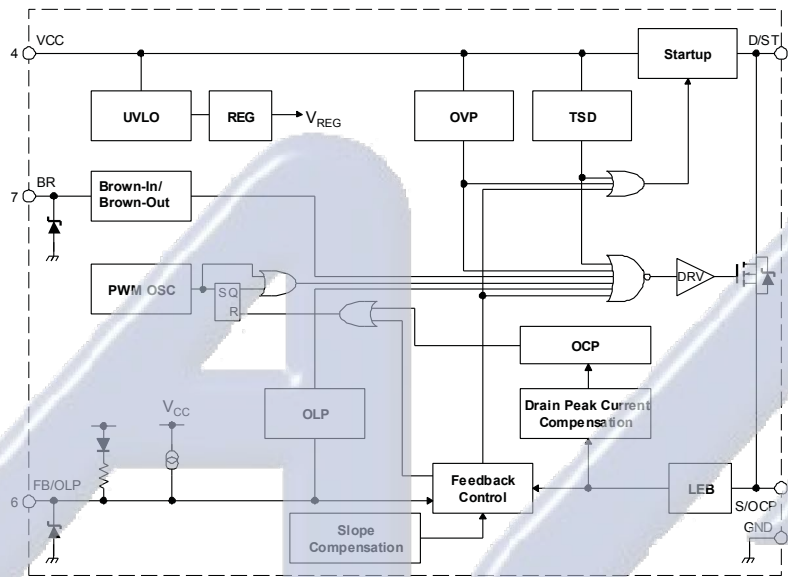 VCC
4
D/ST
Startup
UVLO
REG
VREG
OVP
TSD
BR
7
Brown-In/
Brown-Out
PWM OSC
SQ
R
DRV
OCP
Drain Peak Current
Compensation
VCC
OLP
FB/OLP
6
Feedback
Control
LEB
S/OCP
Slope
Compensation
GND